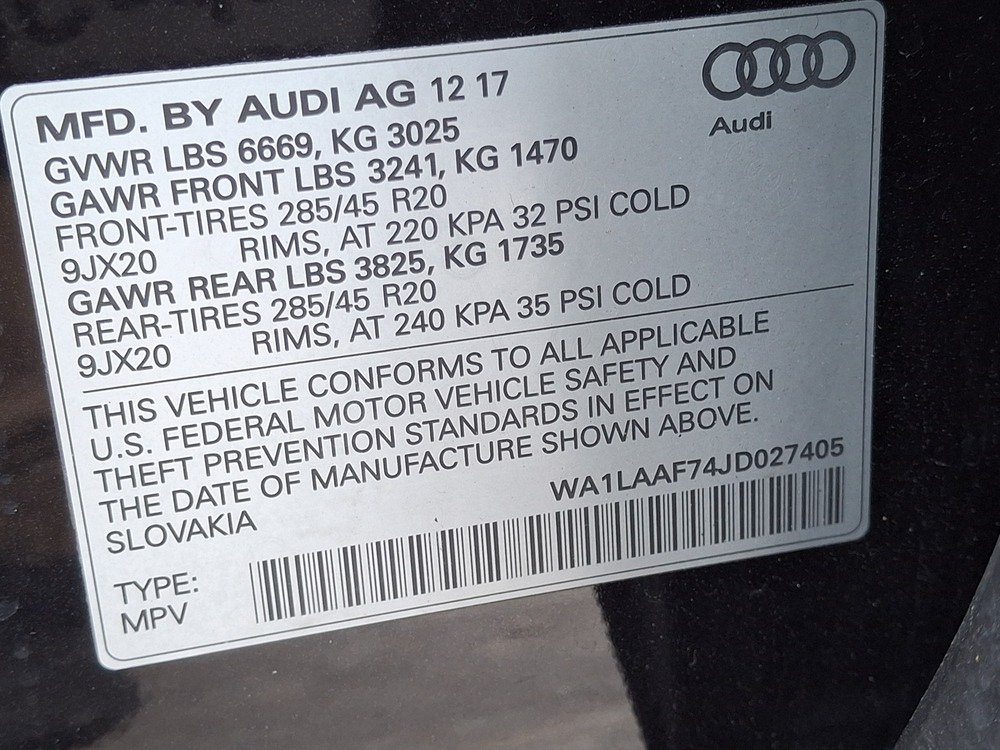 MFD. BY AUDI AG 12 17
GVWR LBS 6669, KG 3025
GAWR FRONT LBS 3241, KG 1470
FRONT-TIRES 285/45 R20
9JX20 RIMS, AT 220 KPA 32 PSI COLD
GAWR REAR LBS 3825, KG 1735
REAR-TIRES 285/45 R20
9JX20 RIMS, AT 240 KPA 35 PSI COLD
Audi
THIS VEHICLE CONFORMS TO ALL APPLICABLE
U.S. FEDERAL MOTOR VEHICLE SAFETY AND
THEFT PREVENTION STANDARDS IN EFFECT ON
THE DATE OF MANUFACTURE SHOWN ABOVE.
SLOVAKIA
WA1LAAF74JD027405
TYPE:
MPV